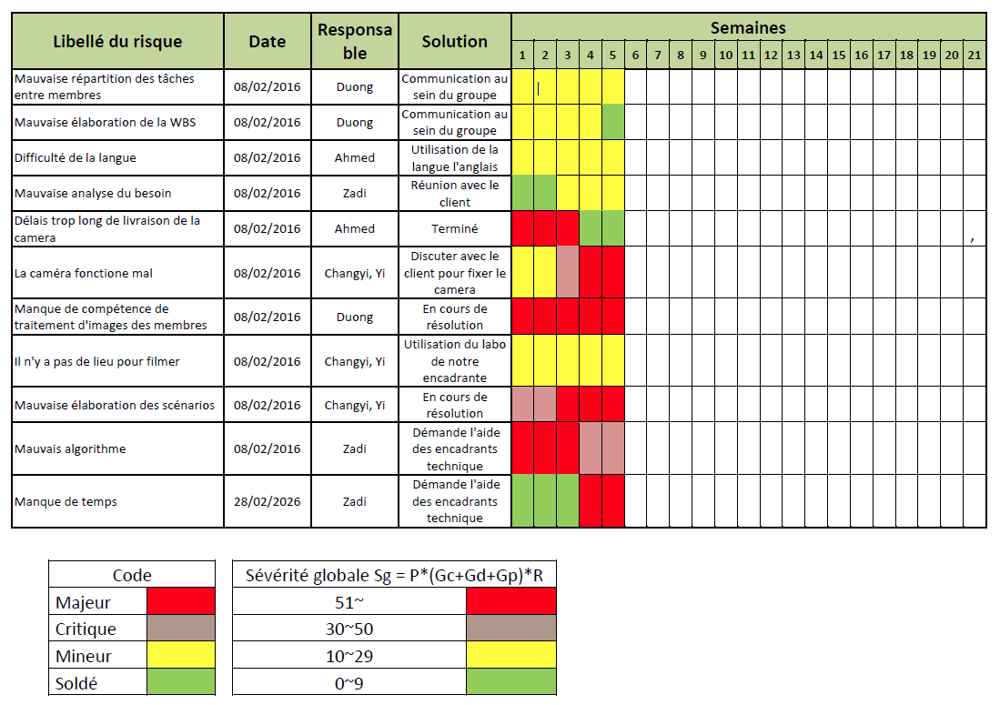 Libellé du risque Date Responsa Solution Semaines
ble
1 2 3 4 5 6 7 8 9 10 11 12 13 14 15 16 17 18 19 20 21
Mauvaise répartition des tâches
entre membres
08/02/2016
Duong
Communication au
sein du groupe
Mauvaise élaboration de la WBS
08/02/2016
Duong
Communication au
sein du groupe
Difficulté de la langue
08/02/2016
Ahmed
Utilisation de la
langue l'anglais
Mauvaise analyse du besoin
08/02/2016
Zadi
Réunion avec le
client
Délais trop long de livraison de la
camera
08/02/2016
Ahmed
Terminé
,
La caméra fonctione mal
08/02/2016
Changyi, Yi
Discuter avec le
client pour fixer le
camera
Manque de compétence de
traitement d'images des membres
08/02/2016
Duong
En cours de
résolution
Il n'y a pas de lieu pour filmer
08/02/2016
Changyi, Yi
Utilisation du labo
de notre
encadrante
Mauvaise élaboration des scénarios
08/02/2016
Changyi, Yi
En cours de
résolution
Mauvais algorithme
08/02/2016
Zadi
Démande l'aide
des encadrants
technique
Manque de temps
28/02/2026
Zadi
Démande l'aide
des encadrants
technique
Code
Majeur
Critique
Mineur
Soldé
Sévérité globale Sg = P*(Gc+Gd+Gp)*R
51~
30~50
10~29
0~9